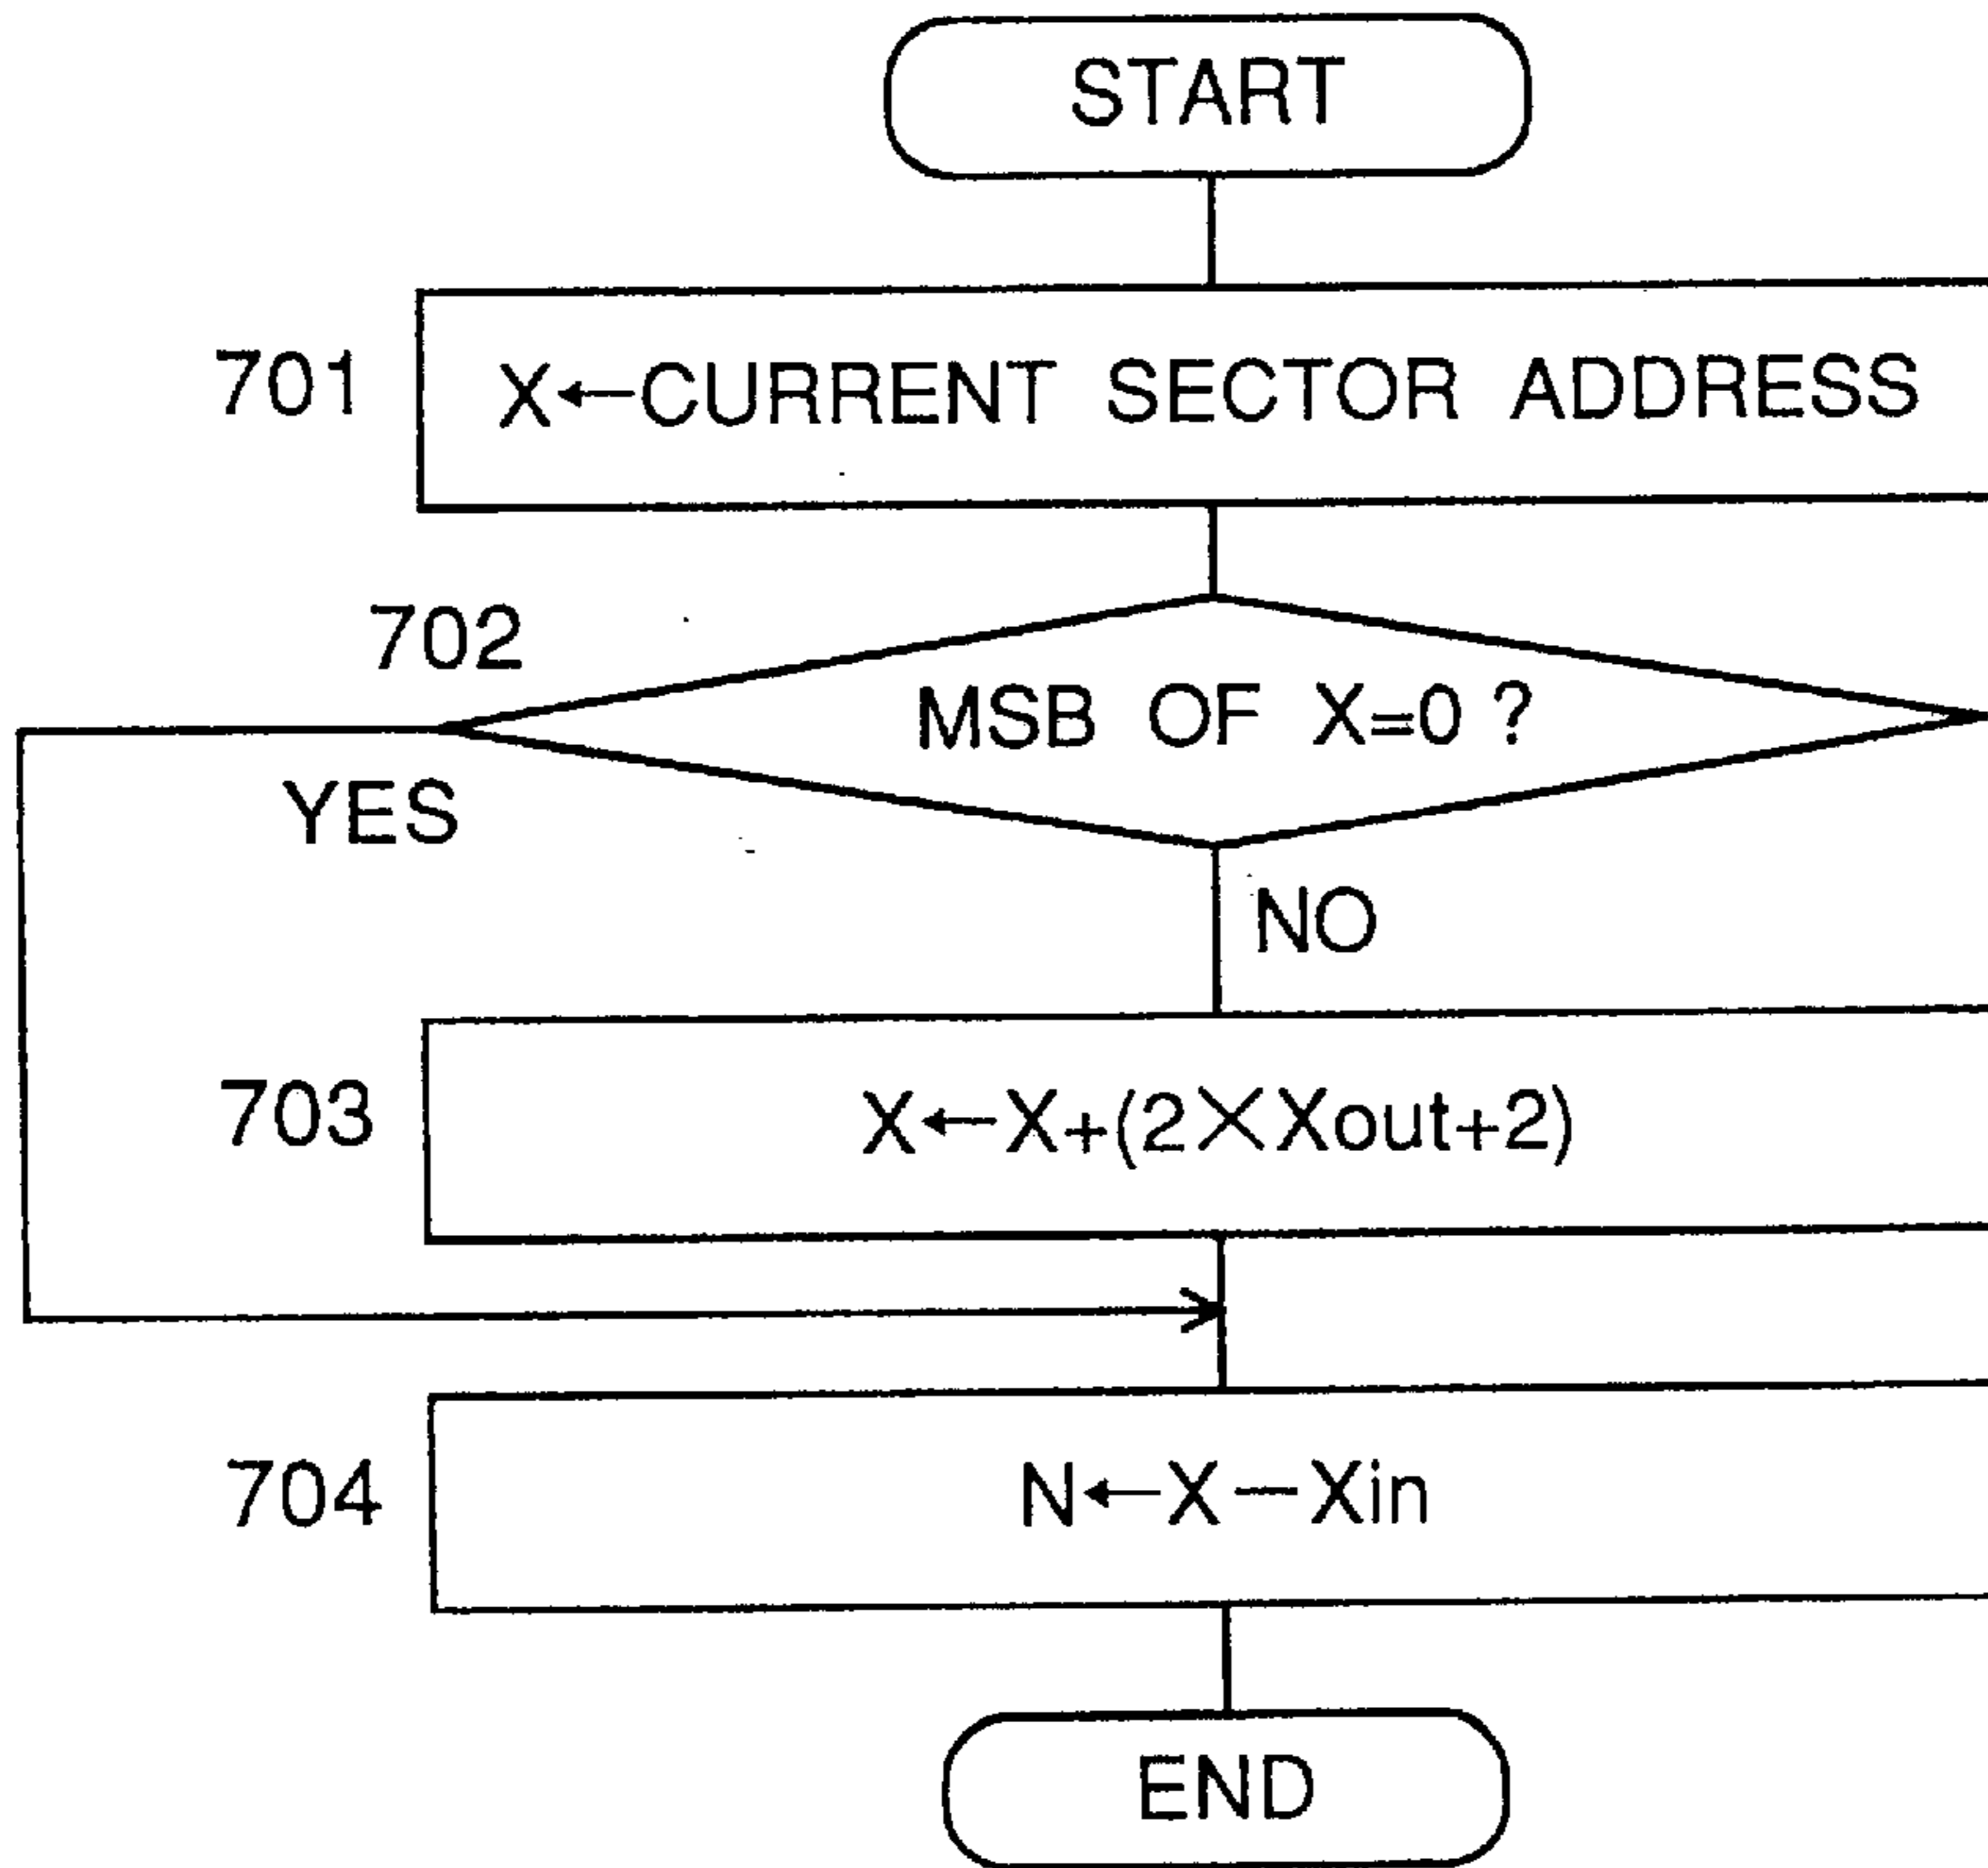 START
701
X←CURRENT SECTOR ADDRESS
702
MSB OF X=0 ?
YES
NO
703
X←X+(2×Xout+2)
704
N←X−Xin
END